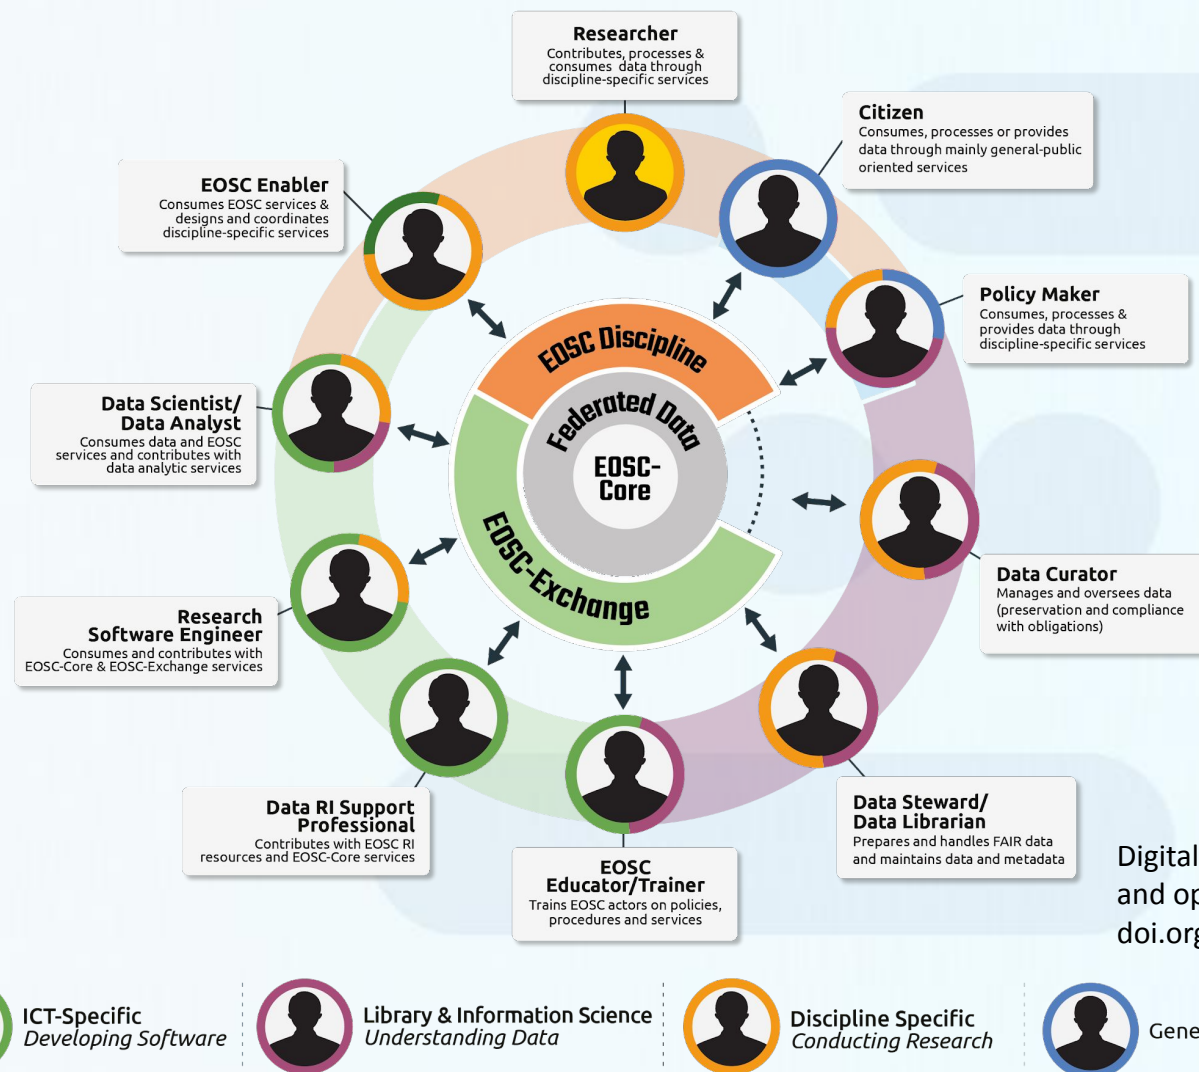 Researcher
Contributes, processes &
consumes data through
discipline-specific services
Citizen
Consumes, processes or provides
data through mainly general-public
oriented services
EOSC Enabler
Consumes EOSC services &
designs and coordinates
discipline-specific services
Policy Maker
Consumes, processes &
provides data through
discipline-specific services
EOSC Discipline
Federated Data
EOSC-
Core
EOSC-Exchange
Data Scientist/
Data Analyst
Consumes data and EOSC
services and contributes with
data analytic services
Data Curator
Manages and oversees data
(preservation and compliance
with obligations)
Research
Software Engineer
Consumes and contributes with
EOSC-Core & EOSC-Exchange services
Data RI Support
Professional
Contributes with EOSC RI
resources and EOSC-Core services
EOSC
Educator/Trainer
Trains EOSC actors on policies,
procedures and services
Data Steward/
Data Librarian
Prepares and handles FAIR data
and maintains data and metadata
Digital
and op
doi.org
ICT-Specific
Developing Software
Library & Information Science
Understanding Data
Discipline Specific
Conducting Research
Gene